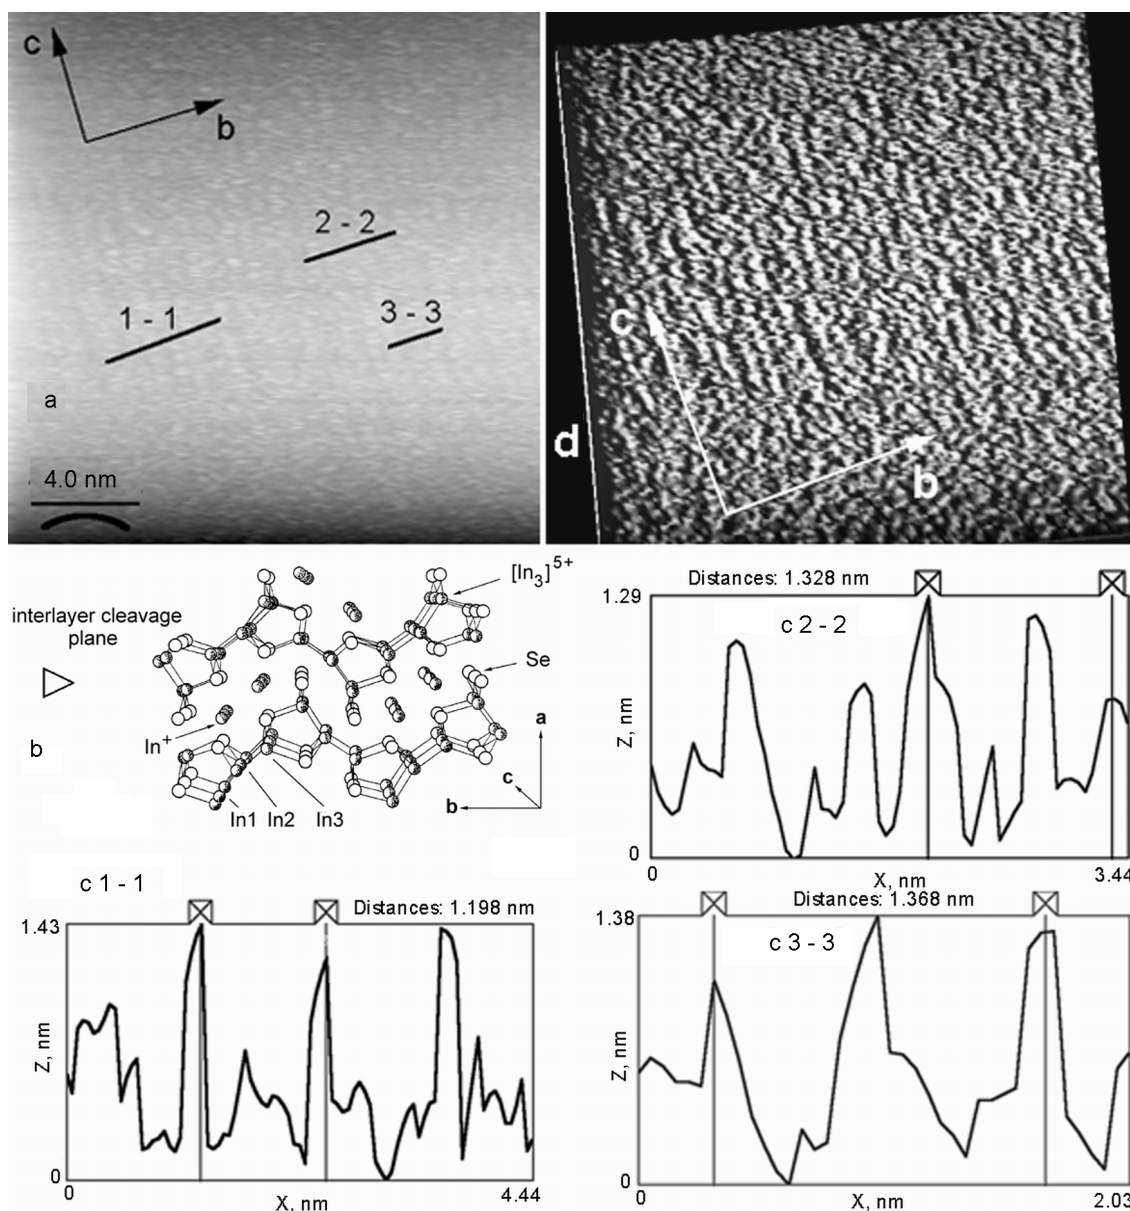 c
b
2 - 2
1 - 1
3 - 3
a
4.0 nm
c
d
b
interlayer cleavage
plane
[In₃]⁵⁺
Se
In⁺
b
a
c
b
In1 In2 In3
Distances: 1.328 nm
1.29
c 2 - 2
Z, nm
0
0
X, nm
3.44
c 1 - 1
Distances: 1.198 nm
1.43
Z, nm
0
0
X, nm
4.44
Distances: 1.368 nm
1.38
c 3 - 3
Z, nm
0
0
X, nm
2.03